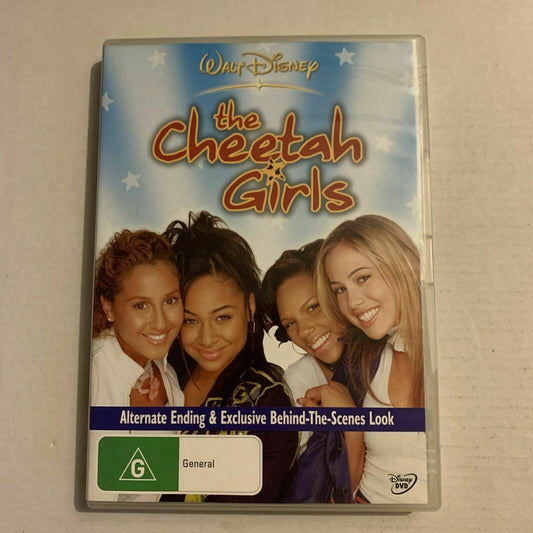 Walt Disney
the
Cheetah
Girls
Alternate Ending & Exclusive Behind-The-Scenes Look
G
General
Disney
DVD